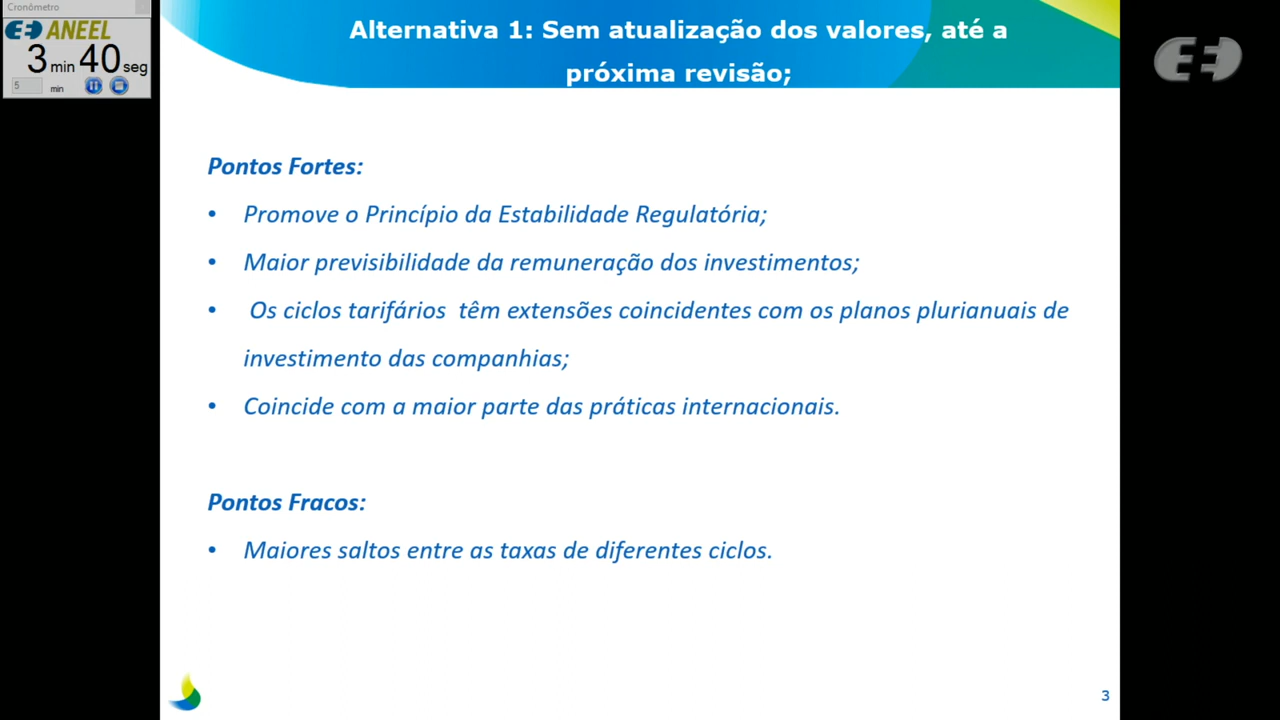 Cronômetro
ANEEL
3 min 40 seg
5 min
Alternativa 1: Sem atualização dos valores, até a
próxima revisão;
Pontos Fortes:
• Promove o Princípio da Estabilidade Regulatória;
• Maior previsibilidade da remuneração dos investimentos;
• Os ciclos tarifários têm extensões coincidentes com os planos plurianuais de
investimento das companhias;
• Coincide com a maior parte das práticas internacionais.
Pontos Fracos:
• Maiores saltos entre as taxas de diferentes ciclos.
3